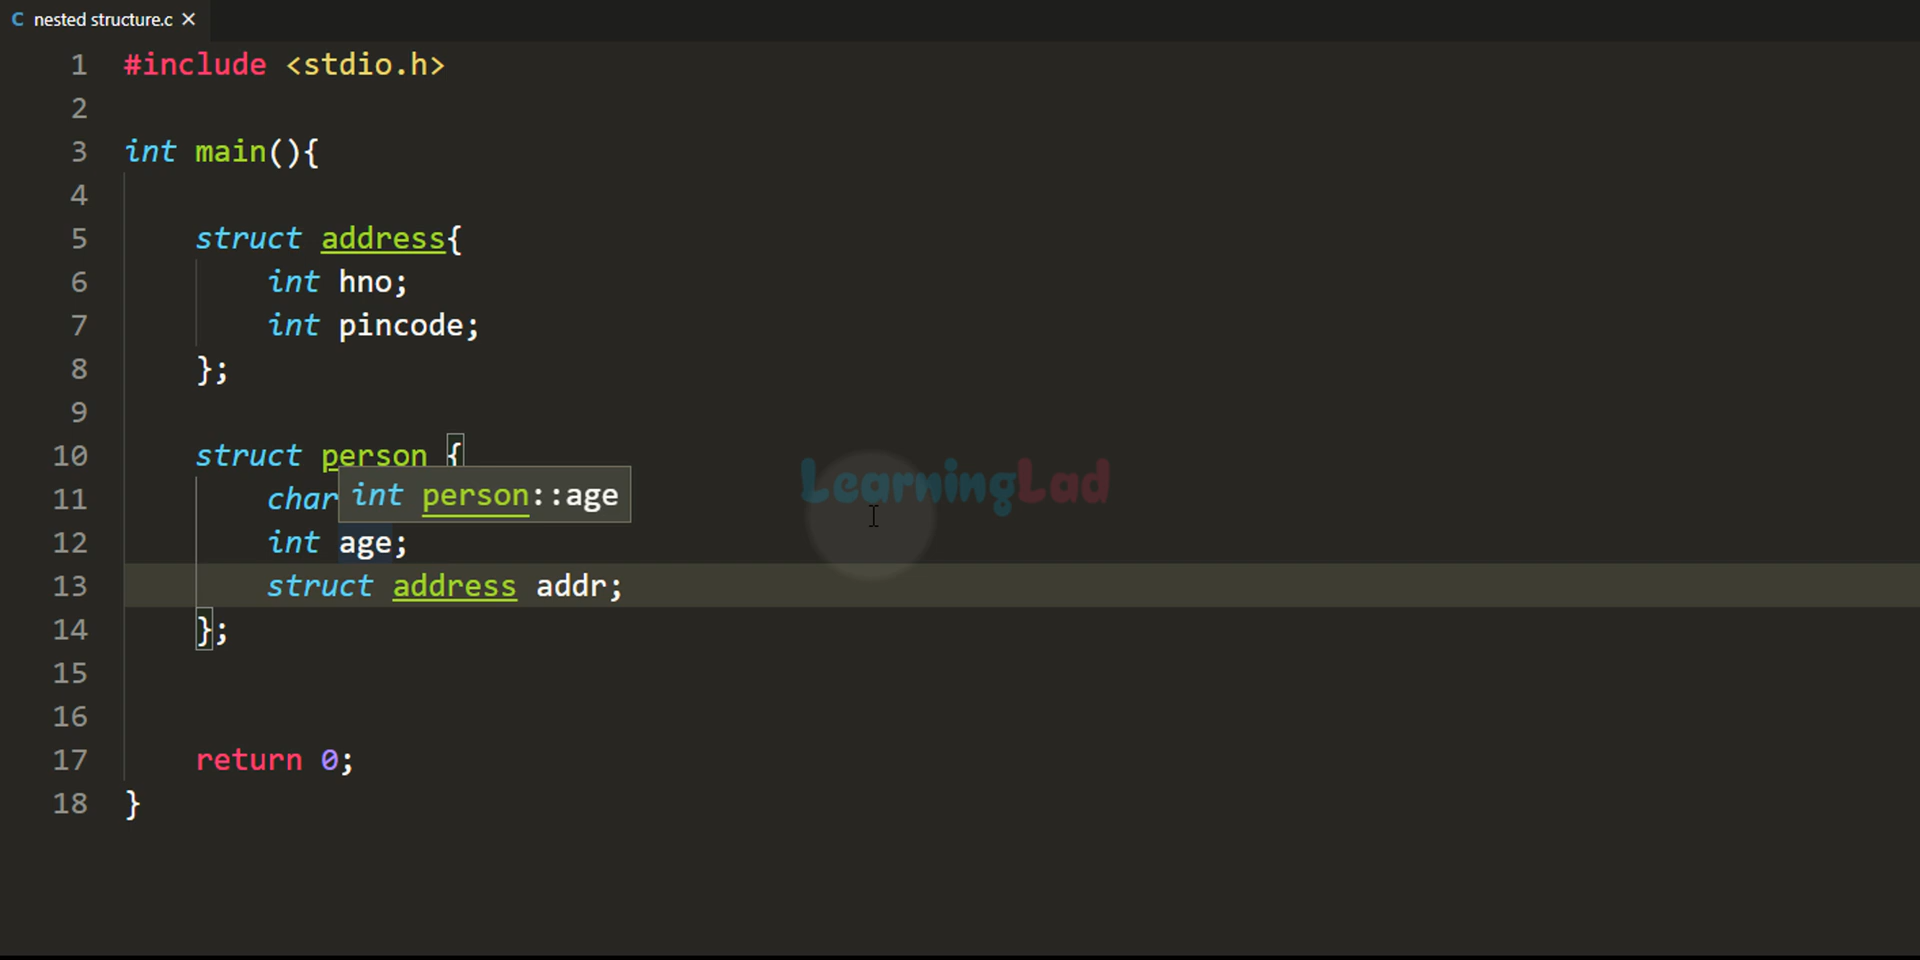 C nested structure.c ×
1 #include <stdio.h>
2
3 int main(){
4
5 struct address{
6 int hno;
7 int pincode;
8 };
9
10 struct person {
11 char int person::age
12 int age;
13 struct address addr;
14 };
15
16
17 return 0;
18 }
LearningLad